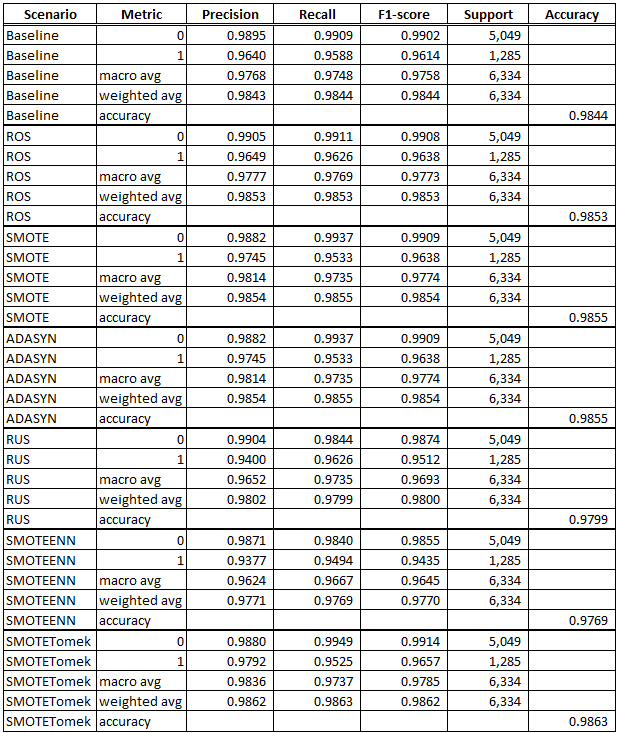 Scenario Metric Precision Recall F1-score Support Accuracy
Baseline 0 0.9895 0.9909 0.9902 5,049
Baseline 1 0.9640 0.9588 0.9614 1,285
Baseline macro avg 0.9768 0.9748 0.9758 6,334
Baseline weighted avg 0.9843 0.9844 0.9844 6,334
Baseline accuracy 0.9844
ROS 0 0.9905 0.9911 0.9908 5,049
ROS 1 0.9649 0.9626 0.9638 1,285
ROS macro avg 0.9777 0.9769 0.9773 6,334
ROS weighted avg 0.9853 0.9853 0.9853 6,334
ROS accuracy 0.9853
SMOTE 0 0.9882 0.9937 0.9909 5,049
SMOTE 1 0.9745 0.9533 0.9638 1,285
SMOTE macro avg 0.9814 0.9735 0.9774 6,334
SMOTE weighted avg 0.9854 0.9855 0.9854 6,334
SMOTE accuracy 0.9855
ADASYN 0 0.9882 0.9937 0.9909 5,049
ADASYN 1 0.9745 0.9533 0.9638 1,285
ADASYN macro avg 0.9814 0.9735 0.9774 6,334
ADASYN weighted avg 0.9854 0.9855 0.9854 6,334
ADASYN accuracy 0.9855
RUS 0 0.9904 0.9844 0.9874 5,049
RUS 1 0.9400 0.9626 0.9512 1,285
RUS macro avg 0.9652 0.9735 0.9693 6,334
RUS weighted avg 0.9802 0.9799 0.9800 6,334
RUS accuracy 0.9799
SMOTEENN 0 0.9871 0.9840 0.9855 5,049
SMOTEENN 1 0.9377 0.9494 0.9435 1,285
SMOTEENN macro avg 0.9624 0.9667 0.9645 6,334
SMOTEENN weighted avg 0.9771 0.9769 0.9770 6,334
SMOTEENN accuracy 0.9769
SMOTETomek 0 0.9880 0.9949 0.9914 5,049
SMOTETomek 1 0.9792 0.9525 0.9657 1,285
SMOTETomek macro avg 0.9836 0.9737 0.9785 6,334
SMOTETomek weighted avg 0.9862 0.9863 0.9862 6,334
SMOTETomek accuracy 0.9863